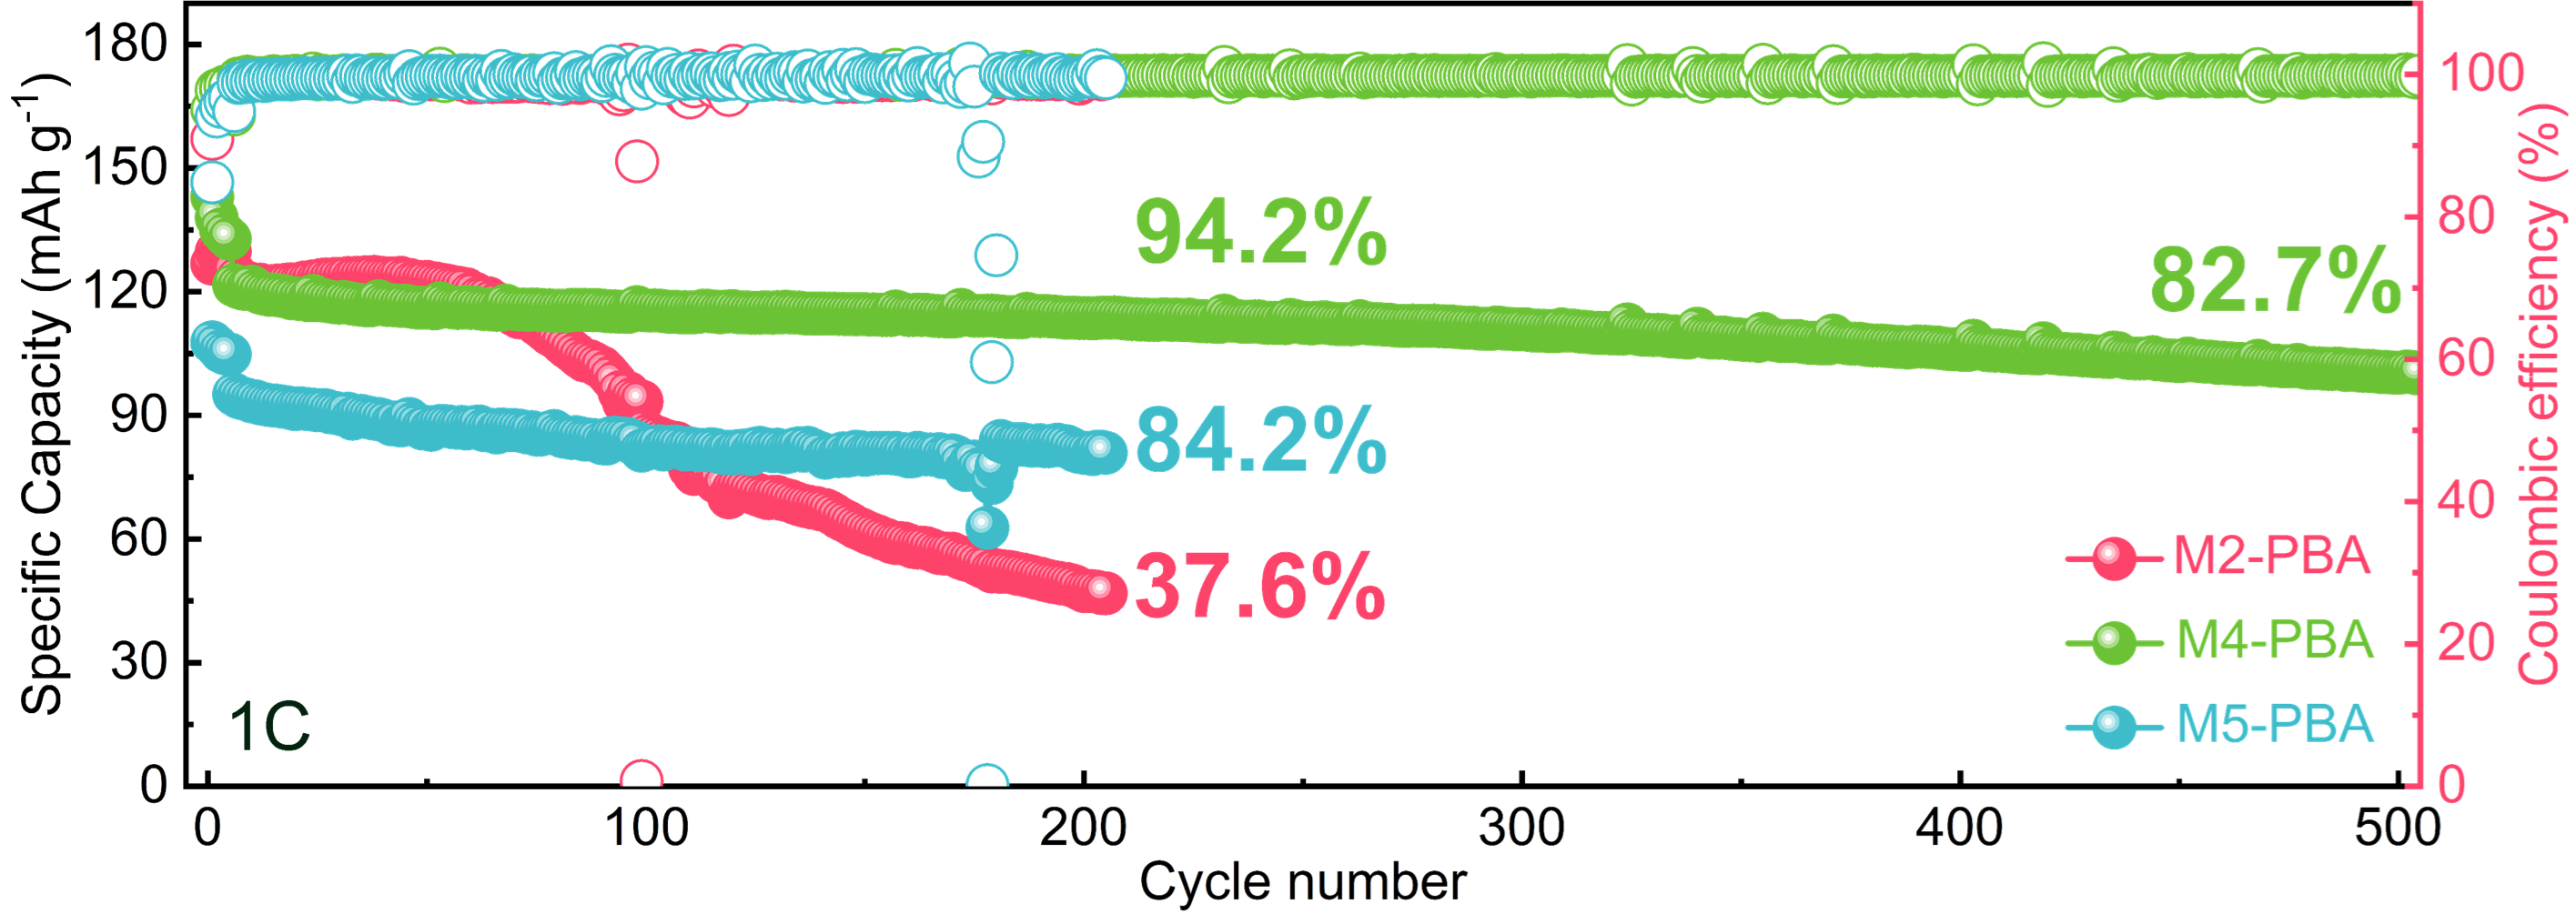 Specific Capacity (mAh g⁻¹)
180
150
120
90
60
30
0
94.2%
82.7%
84.2%
37.6%
1C
M2-PBA
M4-PBA
M5-PBA
100
80
60
40
20
0
Coulombic efficiency (%)
0 100 200 300 400 500
Cycle number